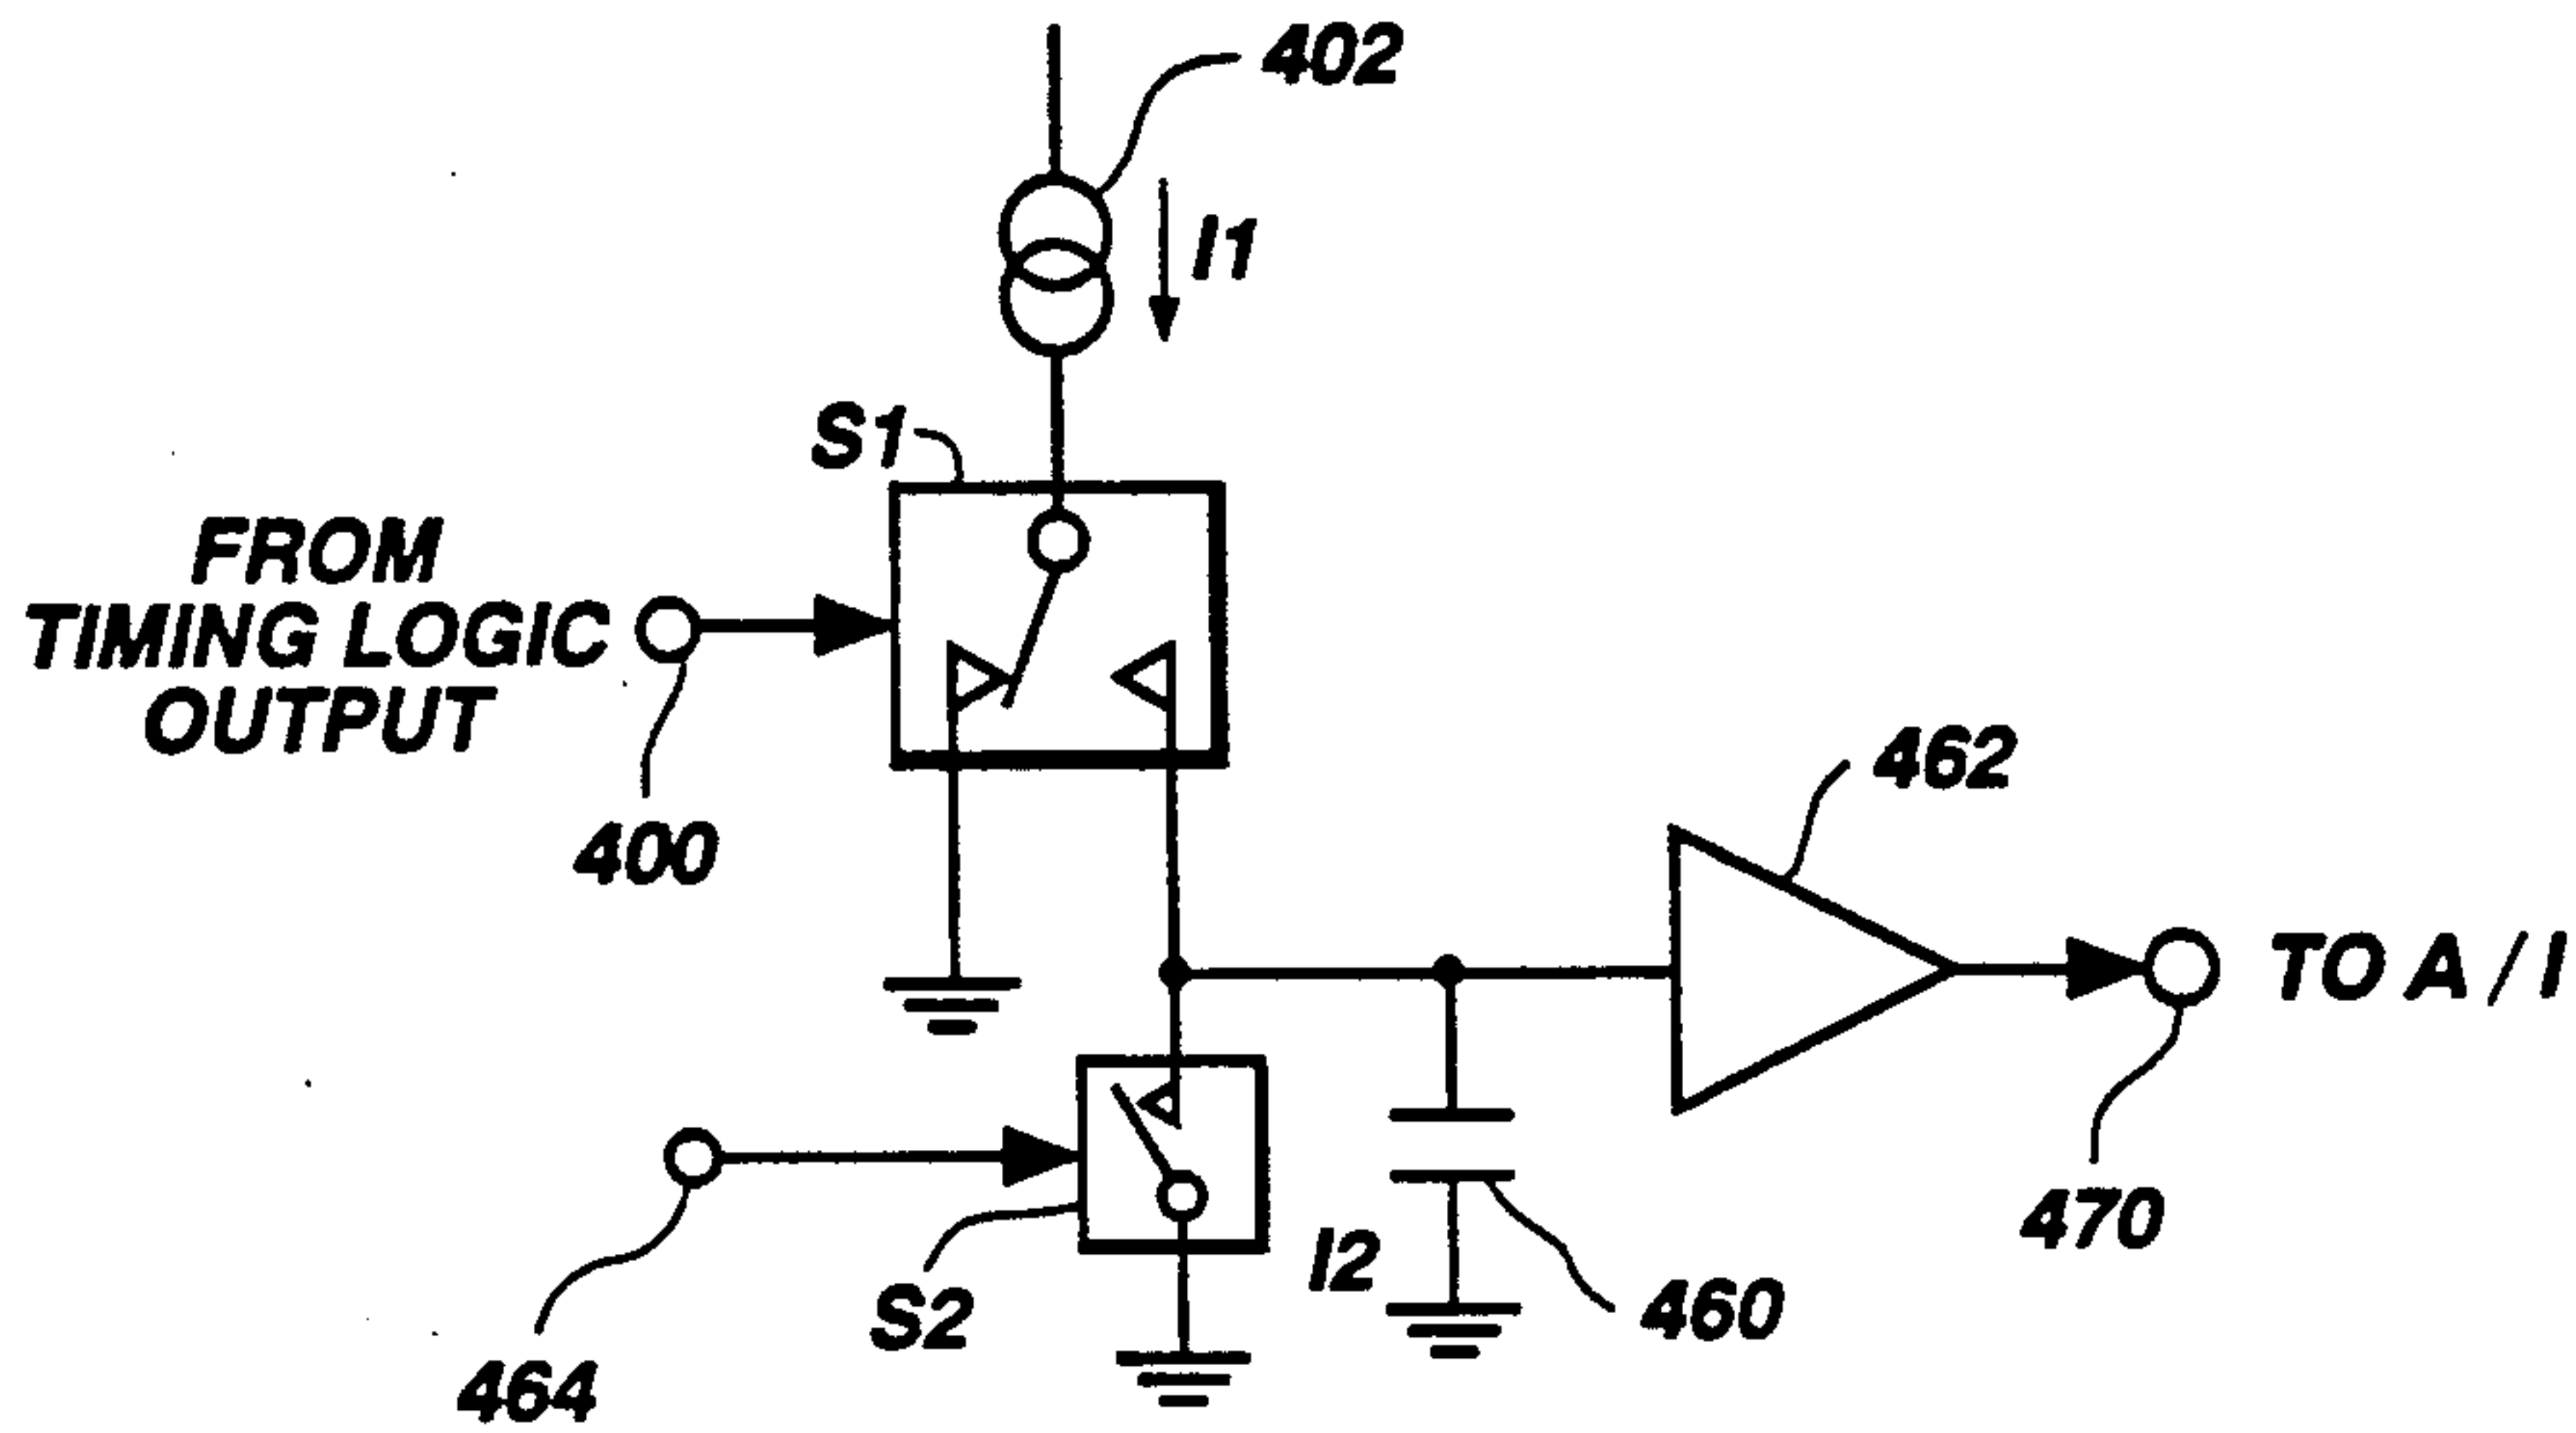 402
I1
S1
FROM
TIMING LOGIC
OUTPUT
400
462
TO A / I
470
I2
460
S2
464